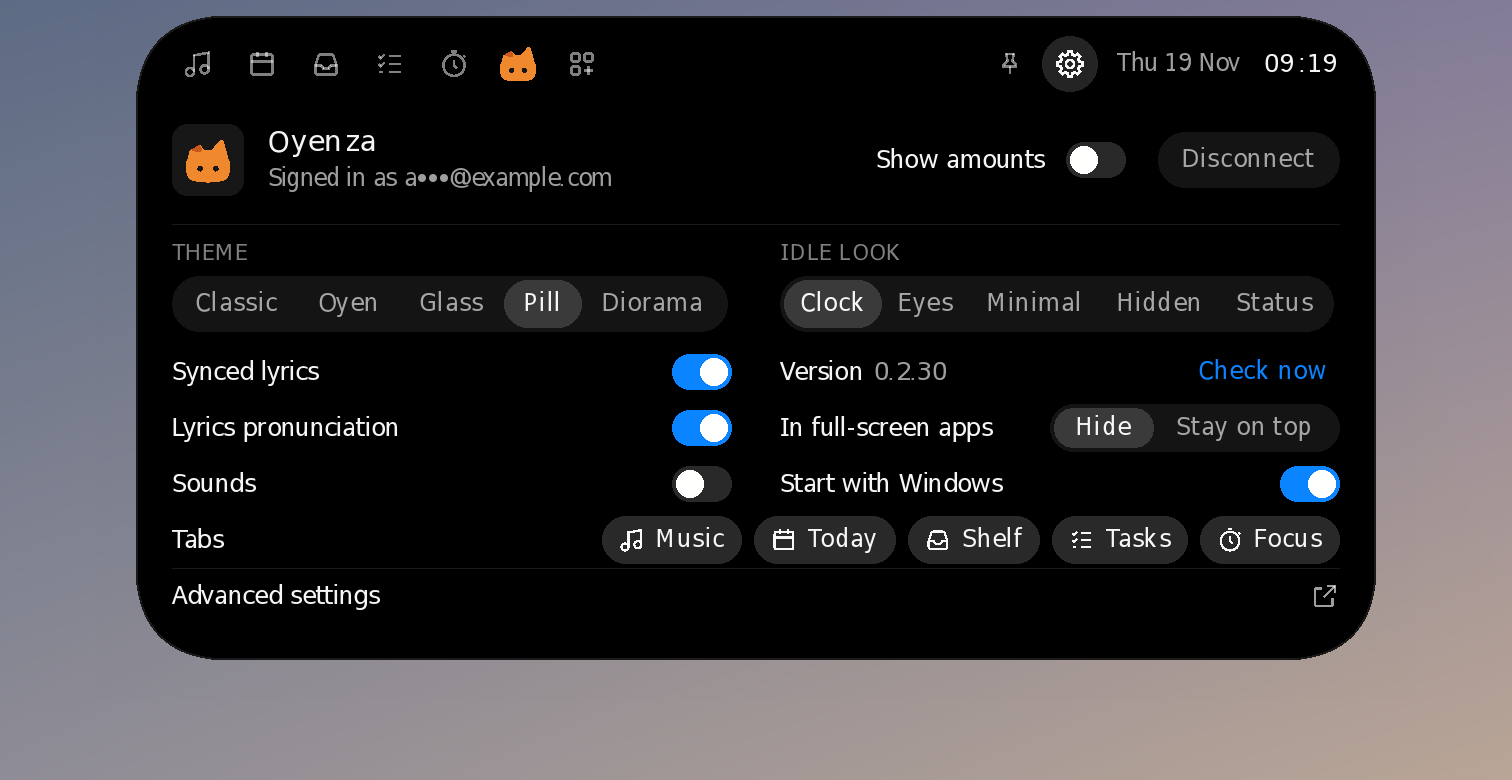 Thu 19 Nov 09:19
Oyenza
Signed in as a•••@example.com
Show amounts
Disconnect
THEME
Classic Oyen Glass Pill Diorama
IDLE LOOK
Clock Eyes Minimal Hidden Status
Synced lyrics
Lyrics pronunciation
Sounds
Version 0.2.30 Check now
In full-screen apps Hide Stay on top
Start with Windows
Tabs Music Today Shelf Tasks Focus
Advanced settings